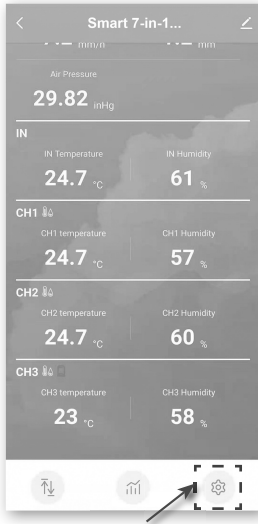 Smart 7-in-1...
mm/h mm
Air Pressure
29.82 inHg
IN
IN Temperature IN Humidity
24.7 °C 61 %
CH1
CH1 temperature CH1 Humidity
24.7 °C 57 %
CH2
CH2 temperature CH2 Humidity
24.7 °C 60 %
CH3
CH3 temperature CH3 Humidity
23 °C 58 %